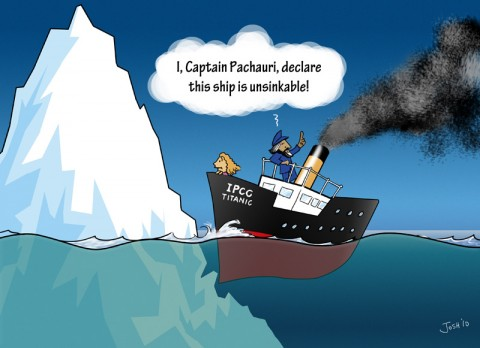 I, Captain Pachauri, declare
this ship is unsinkable!
IPCC
TITANIC
JOSH'10